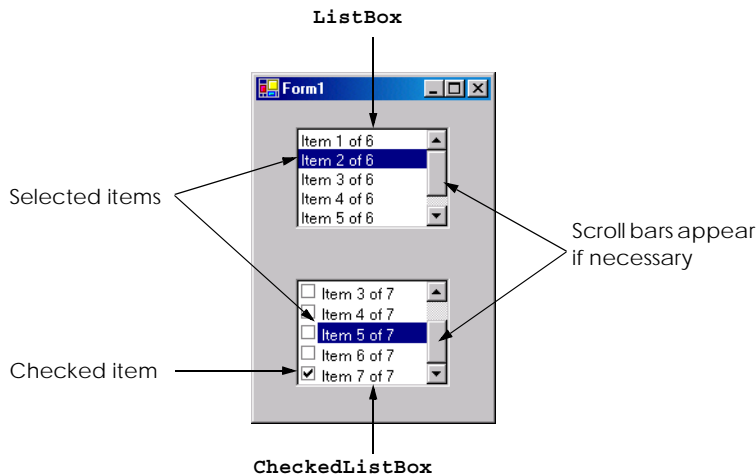 ListBox
Form1
Item 1 of 6
Item 2 of 6
Item 3 of 6
Item 4 of 6
Item 5 of 6
Selected items
Scroll bars appear
if necessary
Item 3 of 7
Item 4 of 7
Item 5 of 7
Item 6 of 7
Item 7 of 7
Checked item
CheckedListBox